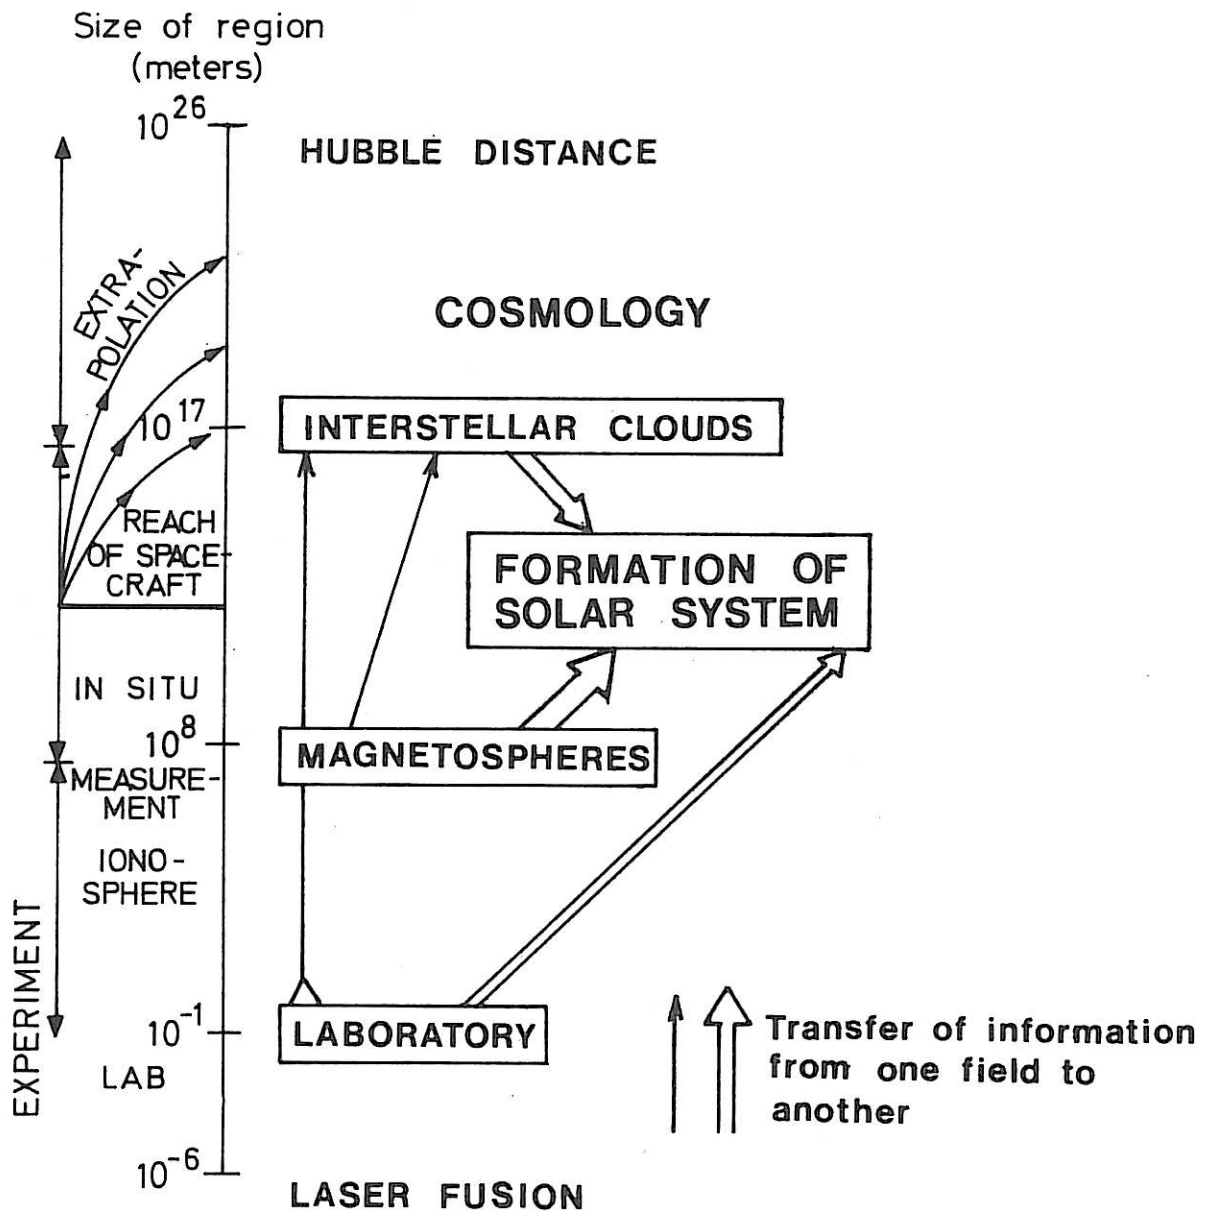 Size of region
(meters)
10^26
HUBBLE DISTANCE
EXTRA-
POLATION
COSMOLOGY
10^17
INTERSTELLAR CLOUDS
REACH
OF SPACE
CRAFT
FORMATION OF
SOLAR SYSTEM
IN SITU
10^8
MAGNETOSPHERES
MEASURE-
MENT
IONO-
SPHERE
EXPERIMENT
10^-1
LABORATORY
LAB
Transfer of information
from one field to
another
10^-6
LASER FUSION